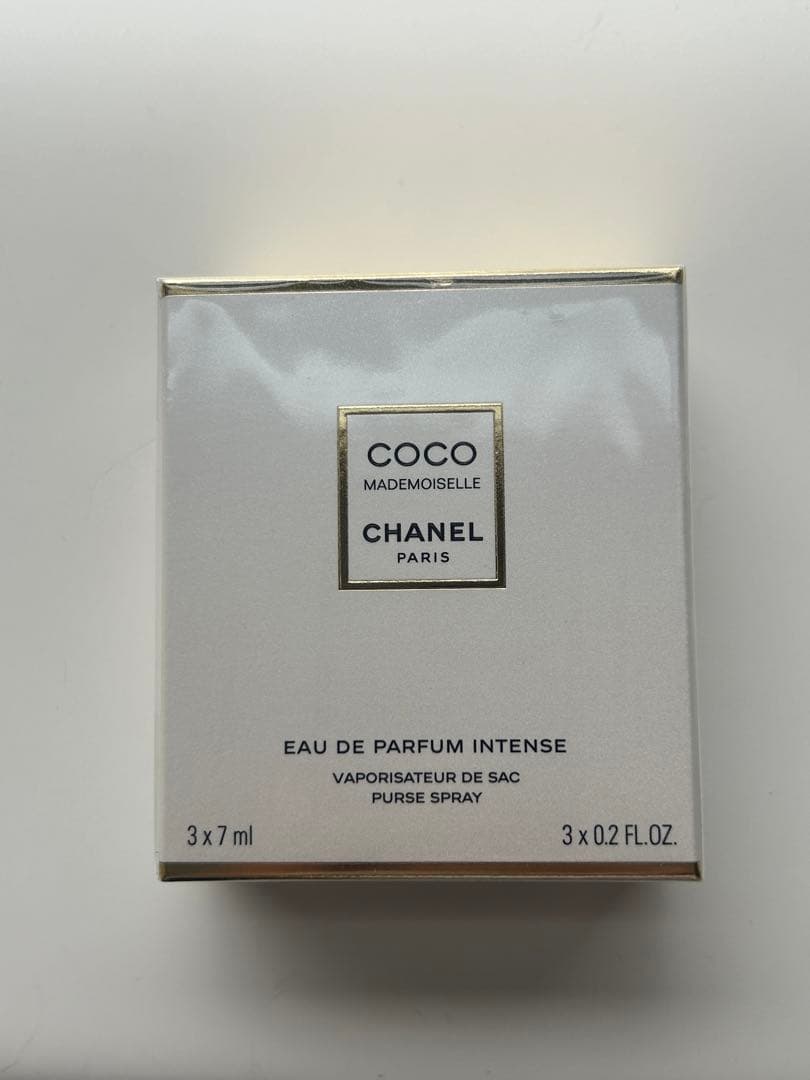 COCO
MADEMOISELLE
CHANEL
PARIS
EAU DE PARFUM INTENSE
VAPORISATEUR DE SAC
PURSE SPRAY
3 x 7 ml
3 x 0.2 FL.OZ.